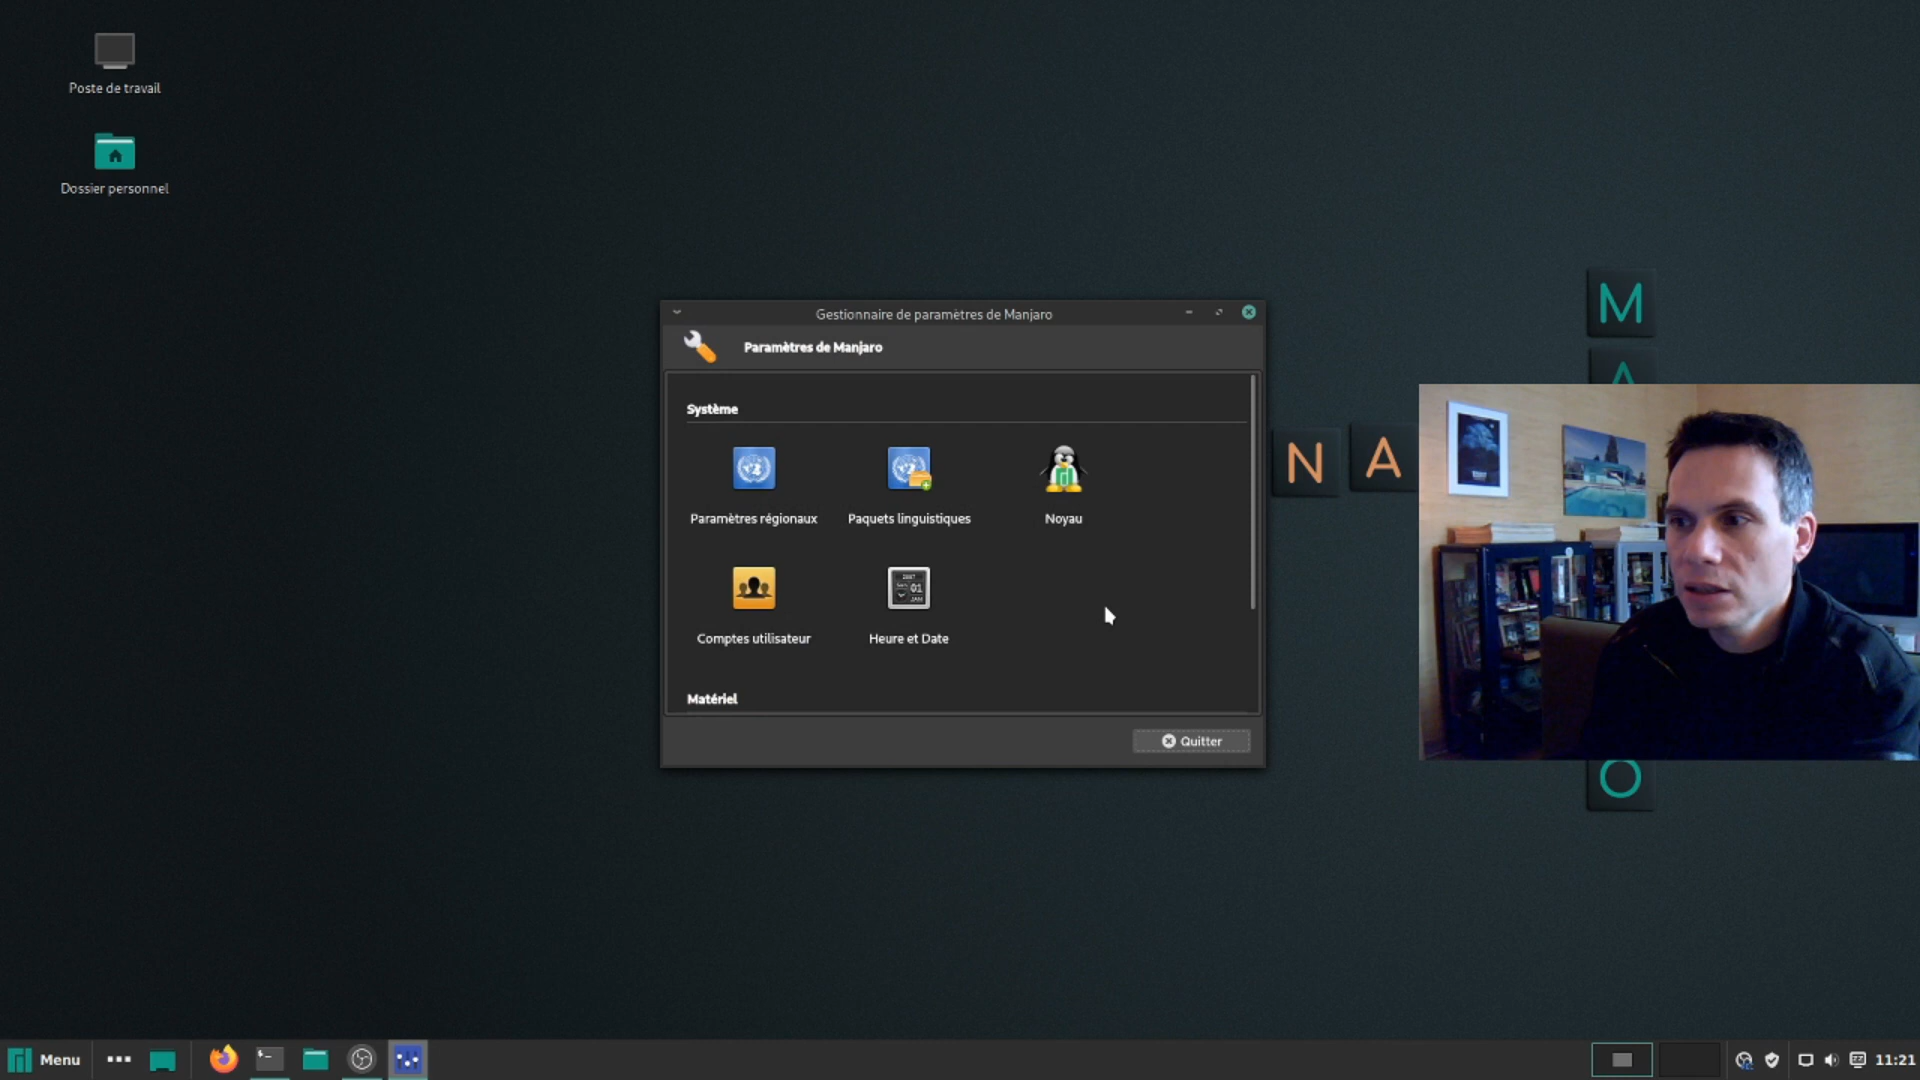 Poste de travail
Dossier personnel
Gestionnaire de paramètres de Manjaro
Paramètres de Manjaro
Système
Paramètres régionaux
Paquets linguistiques
Noyau
Comptes utilisateur
Heure et Date
Matériel
Quitter
M
A
N A
O
Menu
11:21